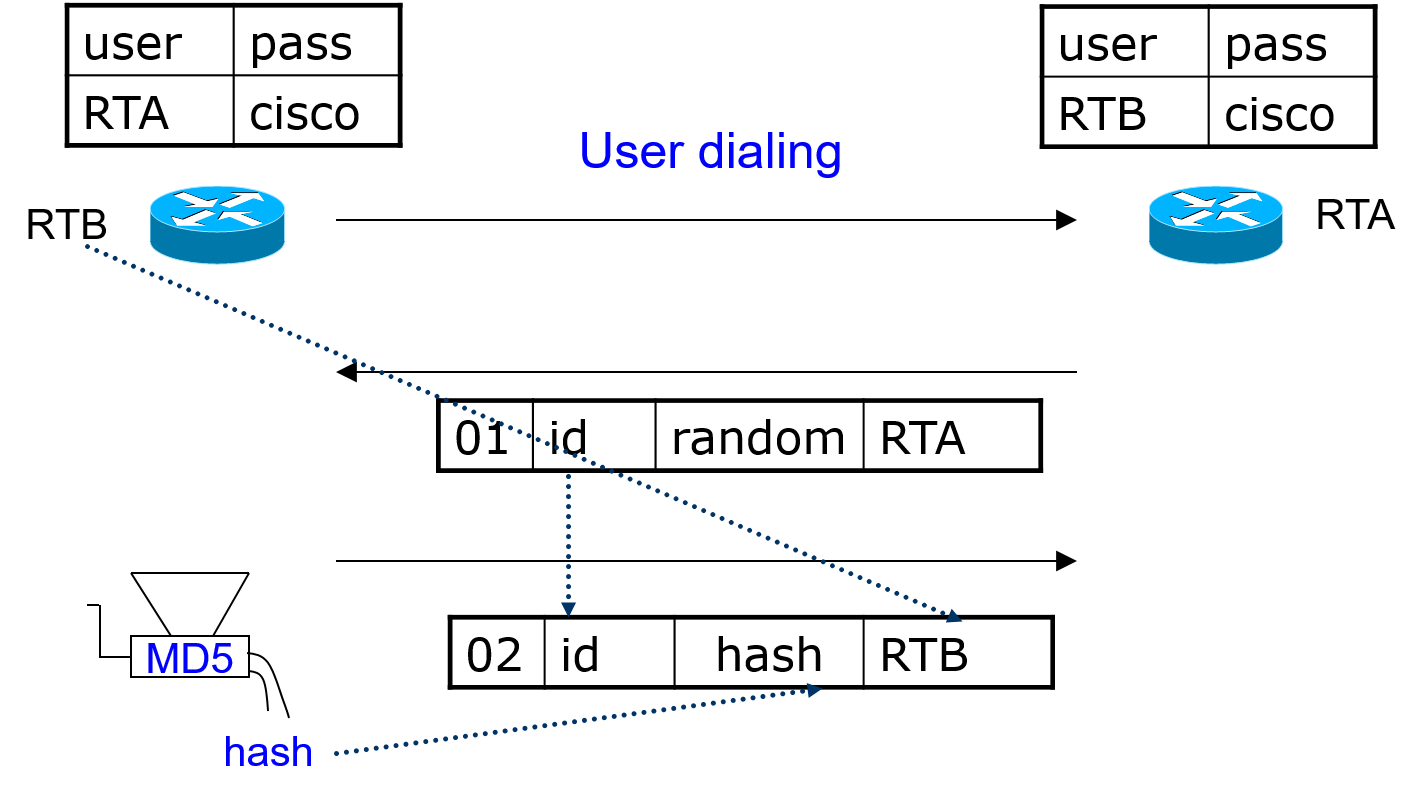 user pass
RTA cisco
user pass
RTB cisco
User dialing
RTB
RTA
01 id random RTA
02 id hash RTB
MD5
hash